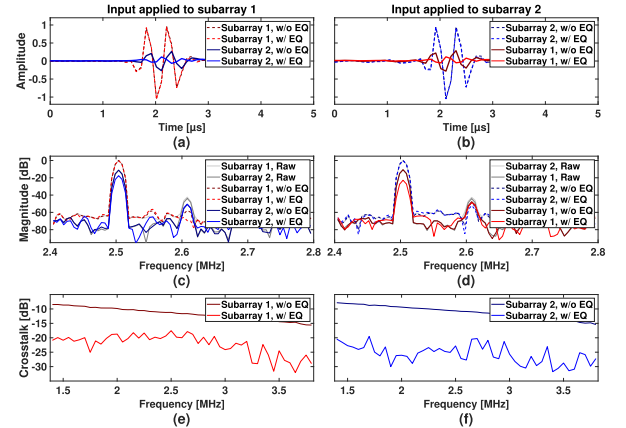 Input applied to subarray 1
Input applied to subarray 2
Amplitude
1
0.5
0
-0.5
-1
Subarray 1, w/o EQ
Subarray 1, w/ EQ
Subarray 2, w/o EQ
Subarray 2, w/ EQ
0 1 2 3 4 5
Time [µs]
(a)
Subarray 2, w/o EQ
Subarray 2, w/ EQ
Subarray 1, w/o EQ
Subarray 1, w/ EQ
0 1 2 3 4 5
Time [µs]
(b)
Magnitude [dB]
0
-20
-40
-60
-80
Subarray 1, Raw
Subarray 2, Raw
Subarray 1, w/o EQ
Subarray 1, w/ EQ
Subarray 2, w/o EQ
Subarray 2, w/ EQ
2.4 2.5 2.6 2.7 2.8
Frequency [MHz]
(c)
Subarray 2, Raw
Subarray 1, Raw
Subarray 2, w/o EQ
Subarray 2, w/ EQ
Subarray 1, w/o EQ
Subarray 1, w/ EQ
2.4 2.5 2.6 2.7 2.8
Frequency [MHz]
(d)
Crosstalk [dB]
-10
-15
-20
-25
-30
Subarray 1, w/o EQ
Subarray 1, w/ EQ
1.5 2 2.5 3 3.5
Frequency [MHz]
(e)
Subarray 2, w/o EQ
Subarray 2, w/ EQ
1.5 2 2.5 3 3.5
Frequency [MHz]
(f)